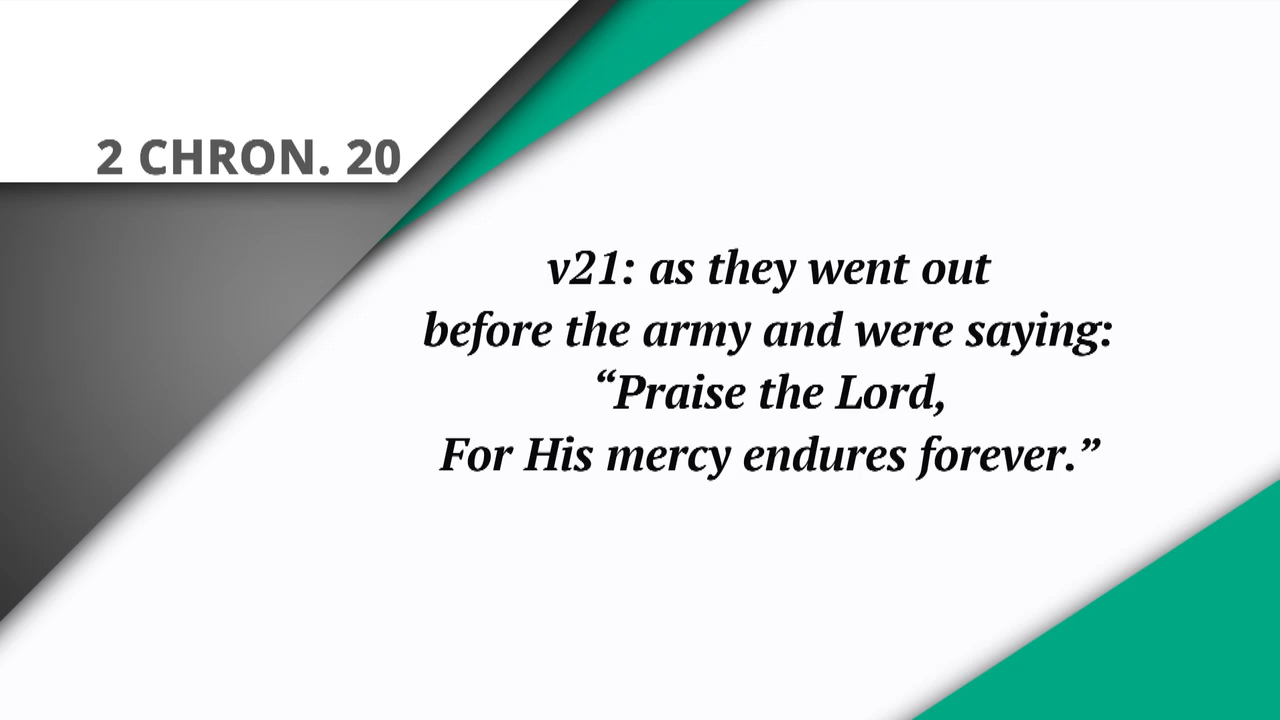 2 CHRON. 20
v21: as they went out
before the army and were saying:
“Praise the Lord,
For His mercy endures forever.”